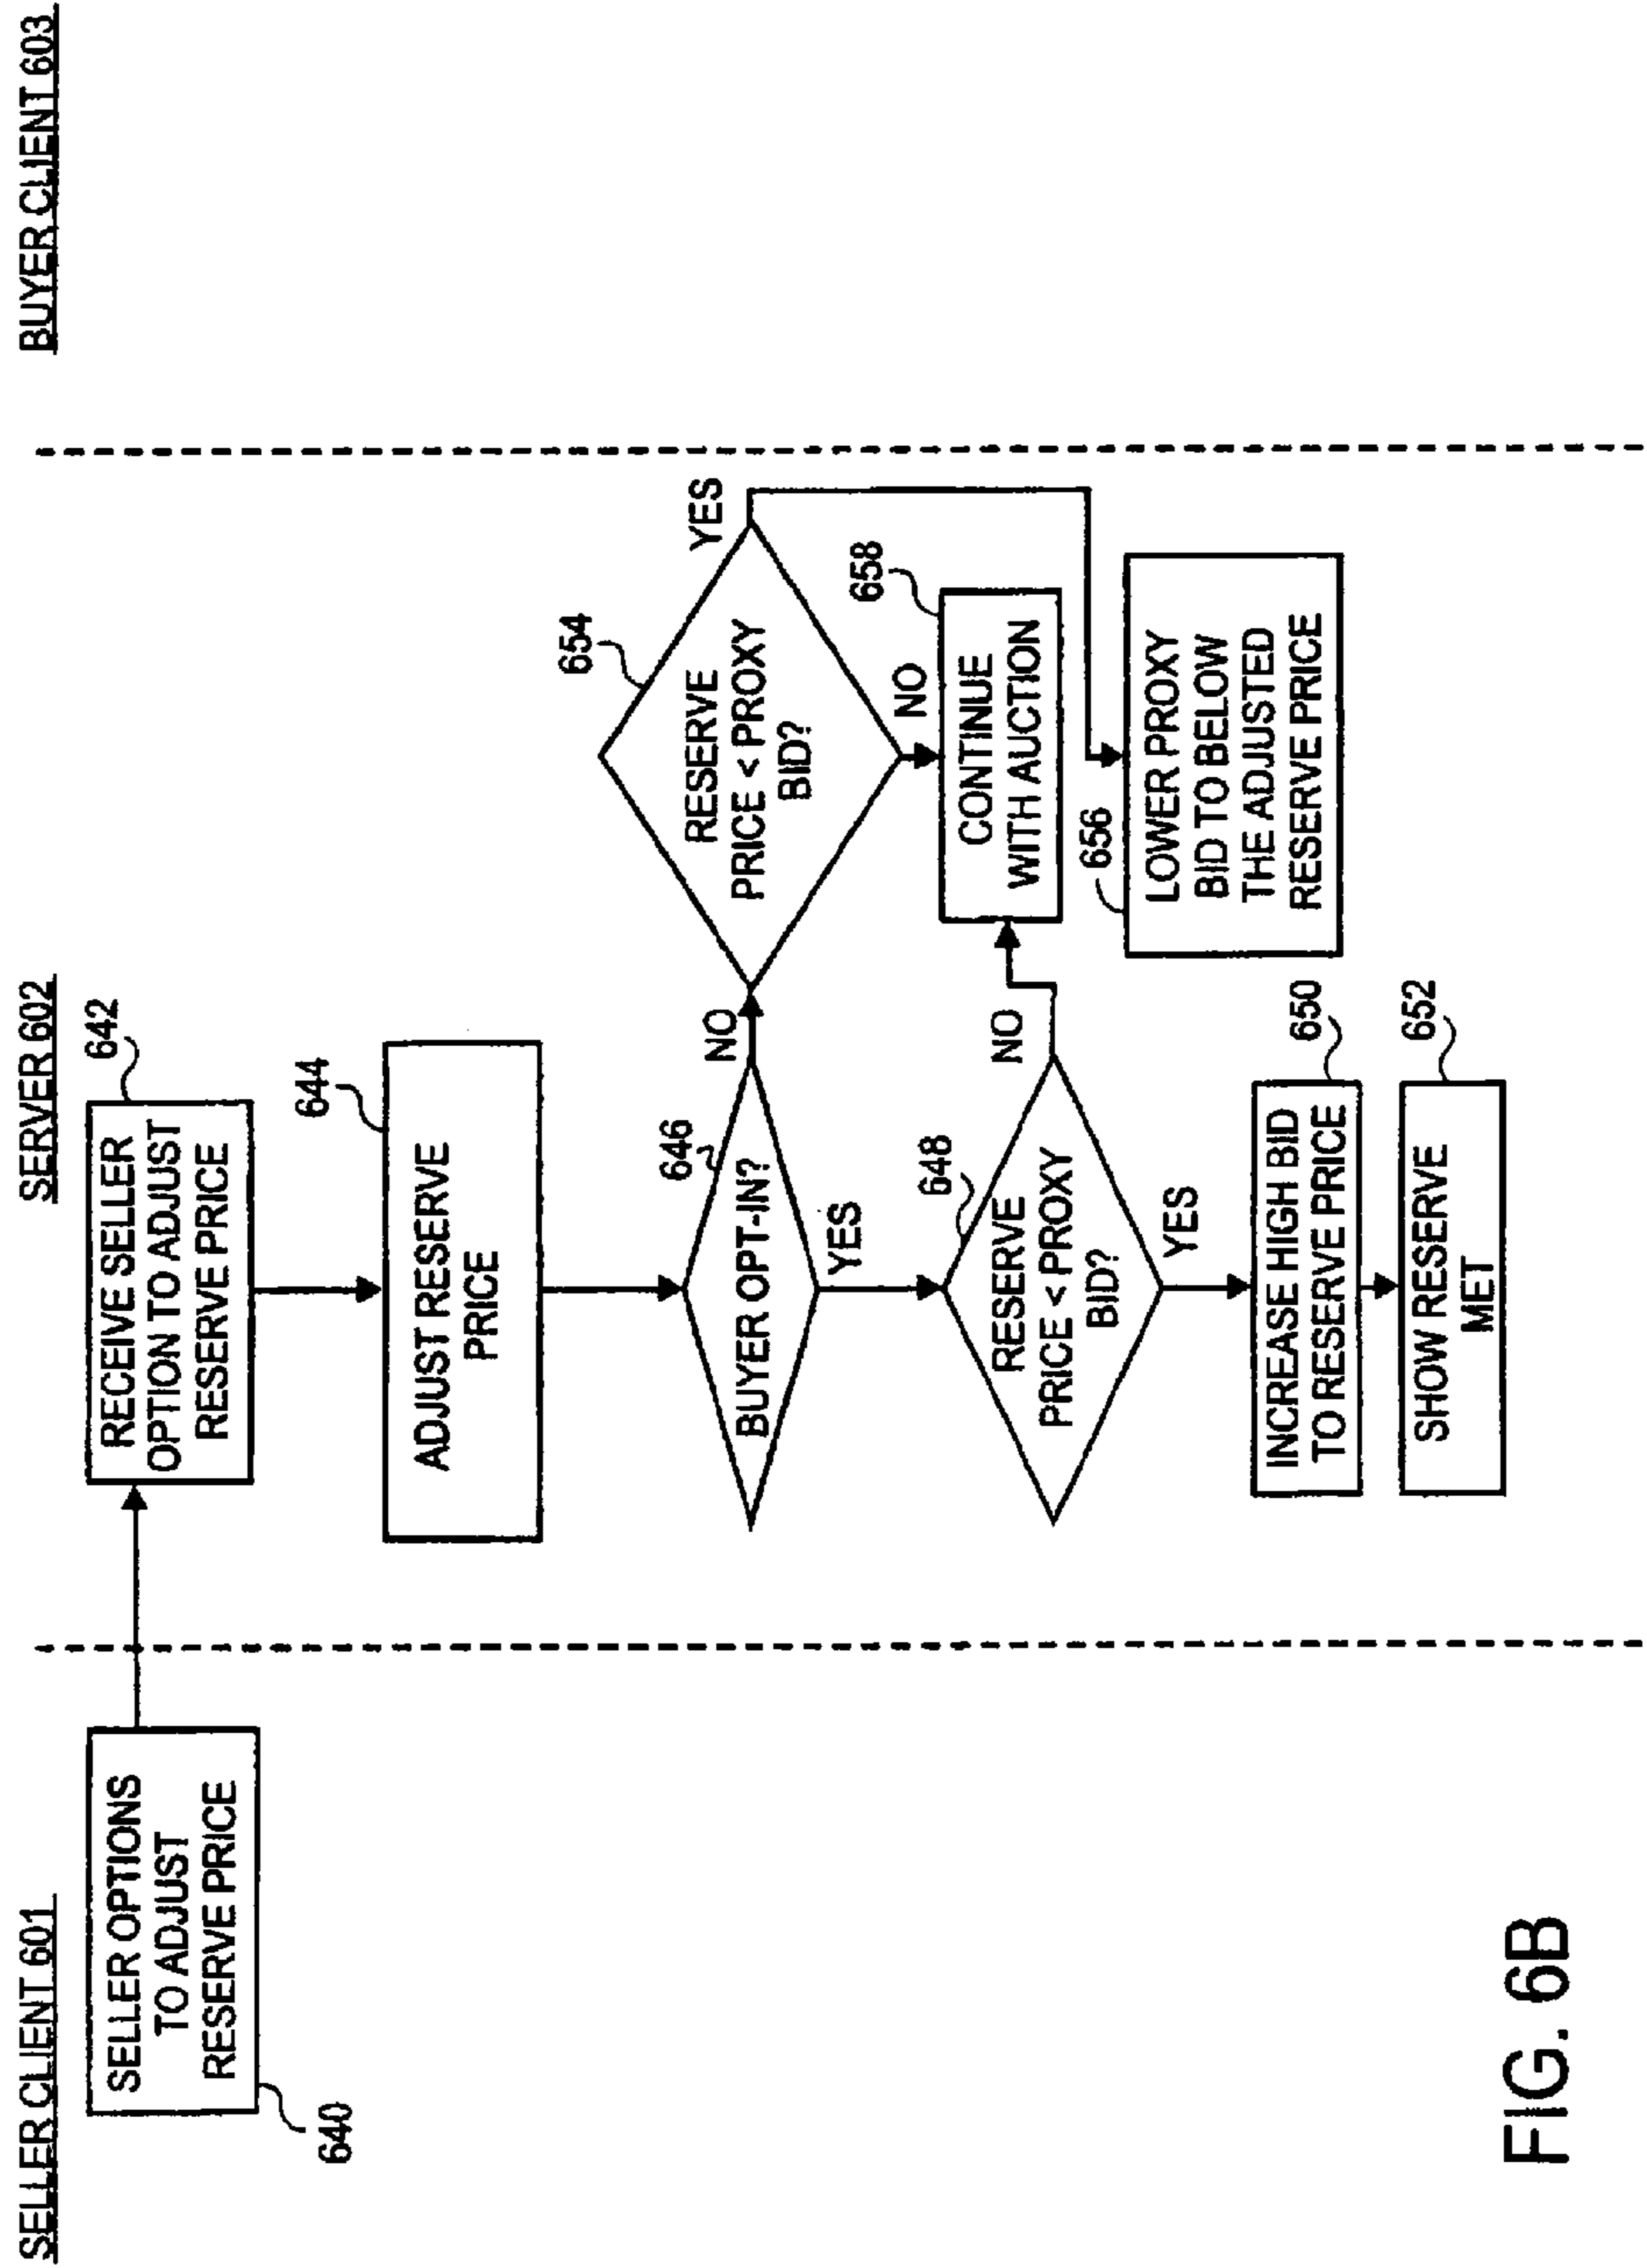 SELLER CLIENT 601
SERVER 602
BUYER CLIENT 603
SELLER OPTIONS
TO ADJUST
RESERVE PRICE
640
RECEIVE SELLER
OPTION TO ADJUST
RESERVE PRICE
642
ADJUST RESERVE
PRICE
644
BUYER OPT-IN?
646
NO
YES
RESERVE
PRICE < PROXY
BID?
654
YES
NO
RESERVE
PRICE < PROXY
BID?
648
NO
YES
CONTINUE
WITH AUCTION
658
LOWER PROXY
BID TO BELOW
THE ADJUSTED
RESERVE PRICE
656
INCREASE HIGH BID
TO RESERVE PRICE
650
SHOW RESERVE
MET
652
FIG. 6B